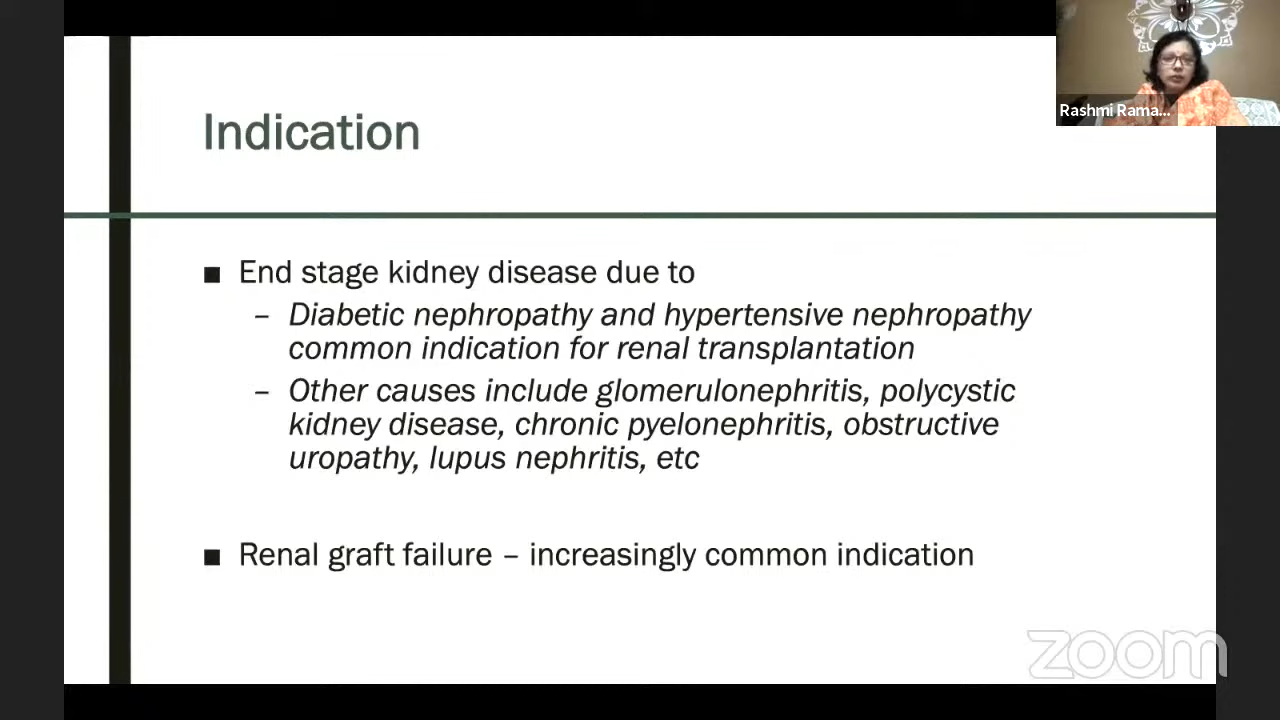 Rashmi Rama...
Indication
■ End stage kidney disease due to
– Diabetic nephropathy and hypertensive nephropathy
common indication for renal transplantation
– Other causes include glomerulonephritis, polycystic
kidney disease, chronic pyelonephritis, obstructive
uropathy, lupus nephritis, etc
■ Renal graft failure – increasingly common indication
zoom